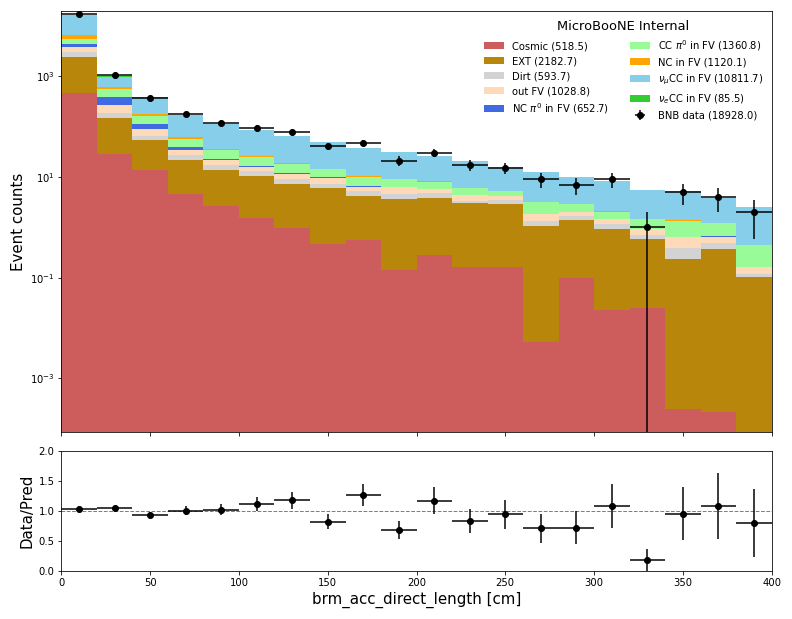 MicroBooNE Internal
Cosmic (518.5)
EXT (2182.7)
Dirt (593.7)
out FV (1028.8)
NC π⁰ in FV (652.7)
CC π⁰ in FV (1360.8)
NC in FV (1120.1)
νμCC in FV (10811.7)
νeCC in FV (85.5)
BNB data (18928.0)
Event counts
10³
10¹
10⁻¹
10⁻³
Data/Pred
2.0
1.5
1.0
0.5
0.0
0 50 100 150 200 250 300 350 400
brm_acc_direct_length [cm]